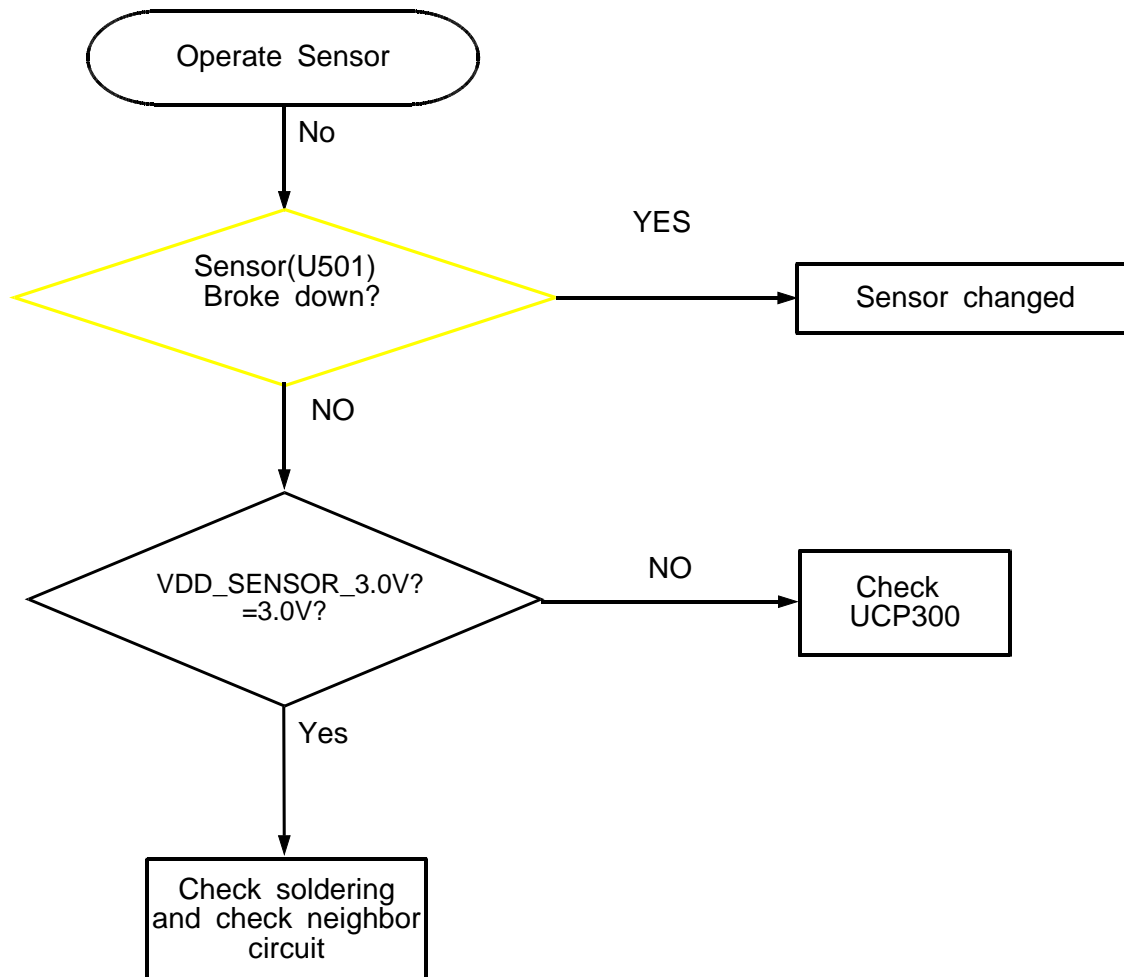 Operate Sensor
No
YES
Sensor(U501)
Broke down?
Sensor changed
NO
VDD_SENSOR_3.0V?
=3.0V?
NO
Check
UCP300
Yes
Check soldering
and check neighbor
circuit